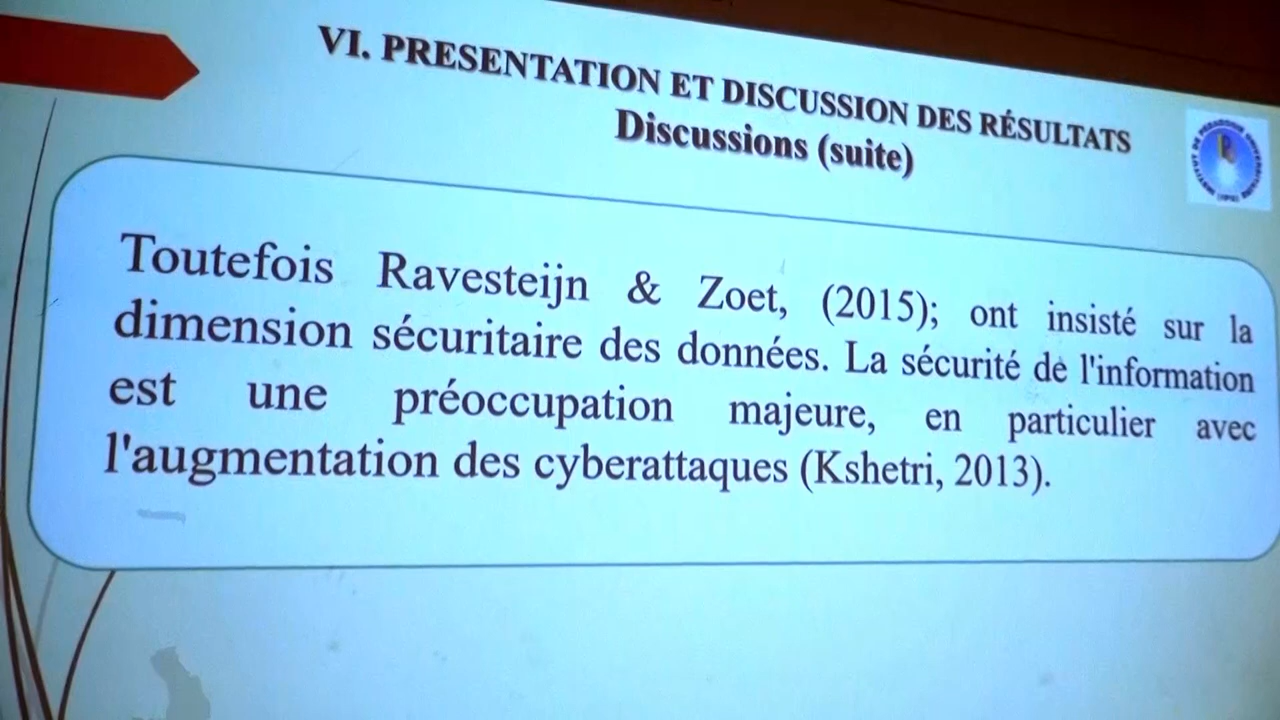 VI. PRESENTATION ET DISCUSSION DES RÉSULTATS
Discussions (suite)
Toutefois Ravesteijn & Zoet, (2015); ont insisté sur la
dimension sécuritaire des données. La sécurité de l'information
est une préoccupation majeure, en particulier avec
l'augmentation des cyberattaques (Kshetri, 2013).